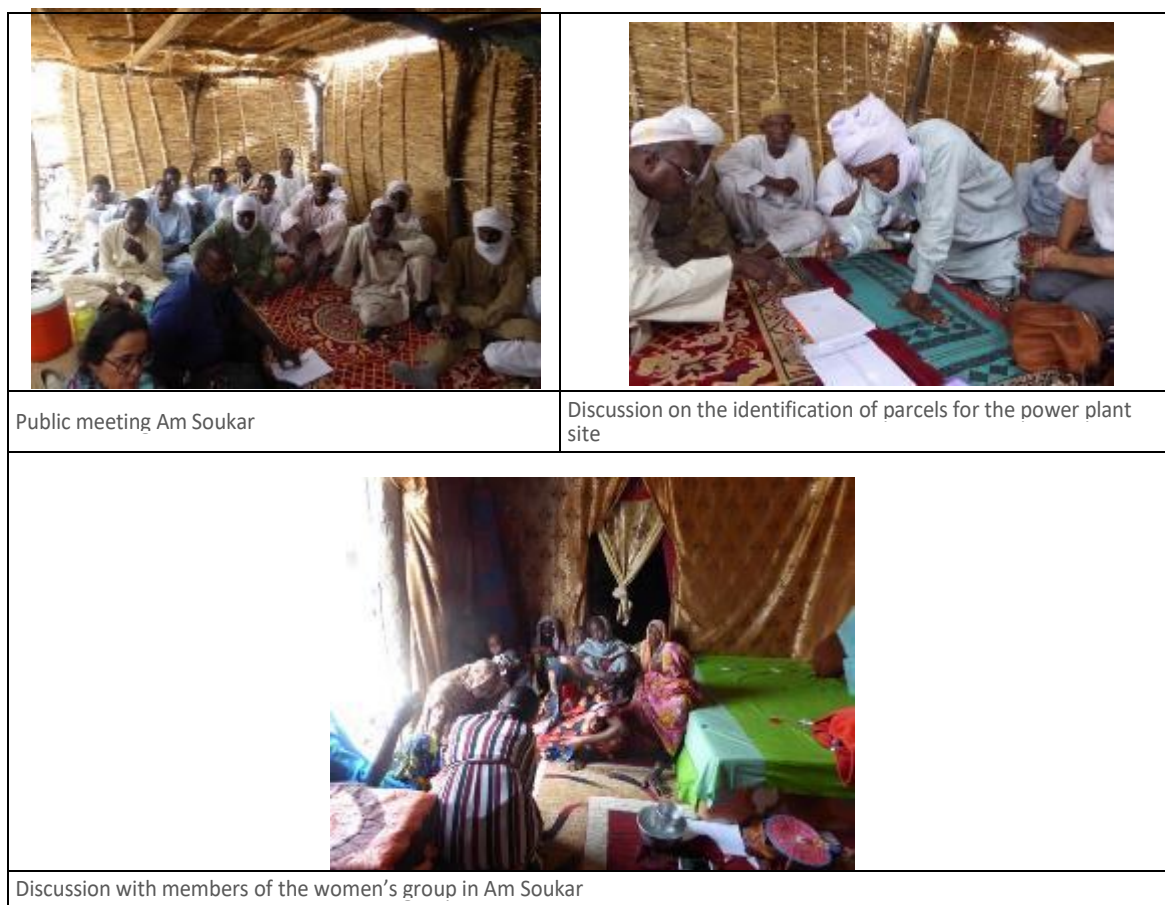 Public meeting Am Soukar
Discussion on the identification of parcels for the power plant
site
Discussion with members of the women's group in Am Soukar